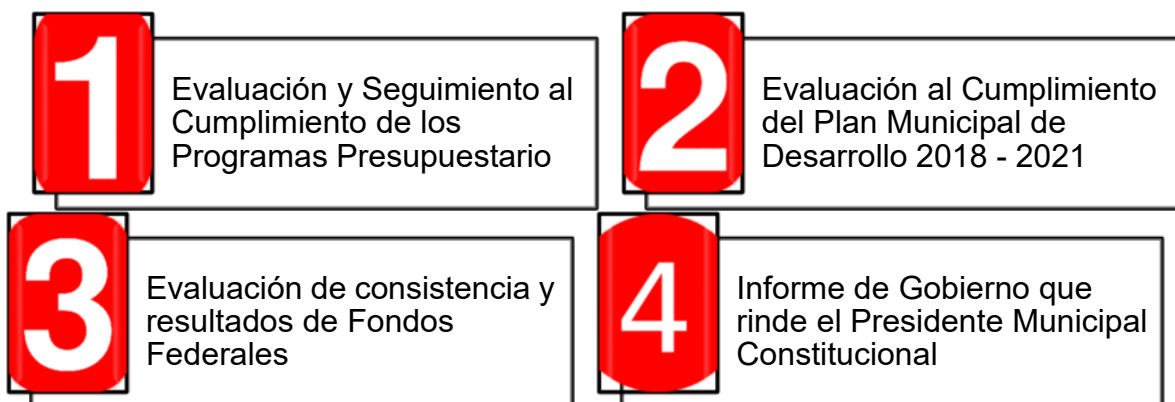 1
Evaluación y Seguimiento al
Cumplimiento de los
Programas Presupuestario
2
Evaluación al Cumplimiento
del Plan Municipal de
Desarrollo 2018 - 2021
3
Evaluación de consistencia y
resultados de Fondos
Federales
4
Informe de Gobierno que
rinde el Presidente Municipal
Constitucional